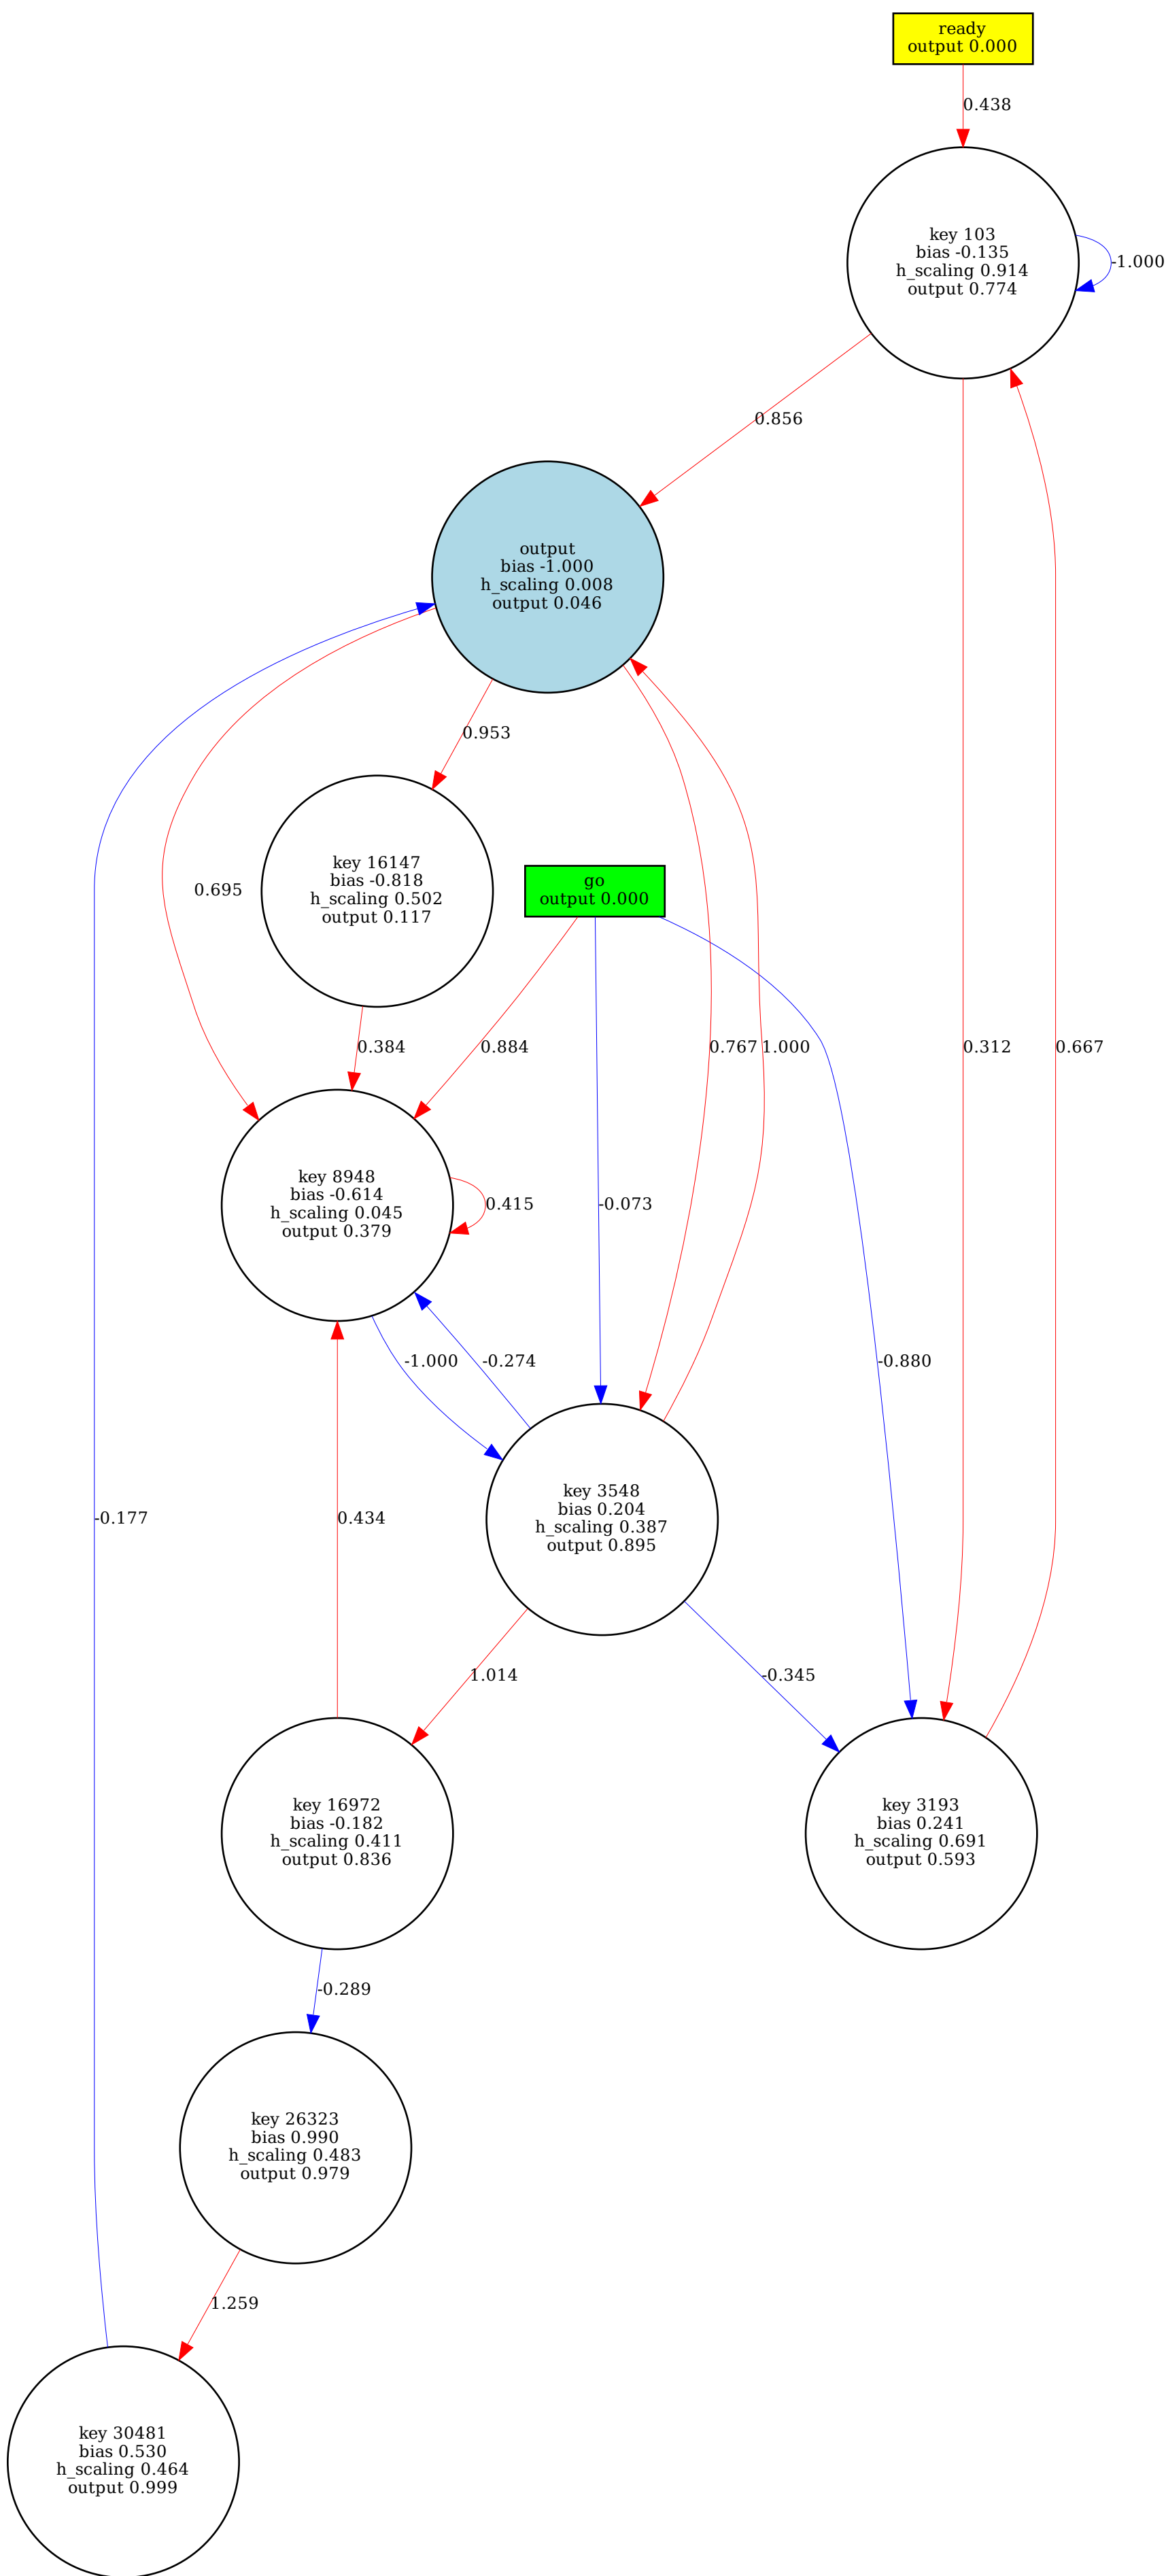 ready
output 0.000
0.438
key 103
bias -0.135
h_scaling 0.914
output 0.774
-1.000
0.856
output
bias -1.000
h_scaling 0.008
output 0.046
0.953
key 16147
bias -0.818
h_scaling 0.502
output 0.117
go
output 0.000
0.695
0.384
0.884
0.767
1.000
0.312
0.667
key 8948
bias -0.614
h_scaling 0.045
output 0.379
0.415
-0.073
-1.000
-0.274
-0.880
key 3548
bias 0.204
h_scaling 0.387
output 0.895
-0.177
0.434
1.014
-0.345
key 16972
bias -0.182
h_scaling 0.411
output 0.836
key 3193
bias 0.241
h_scaling 0.691
output 0.593
-0.289
key 26323
bias 0.990
h_scaling 0.483
output 0.979
1.259
key 30481
bias 0.530
h_scaling 0.464
output 0.999